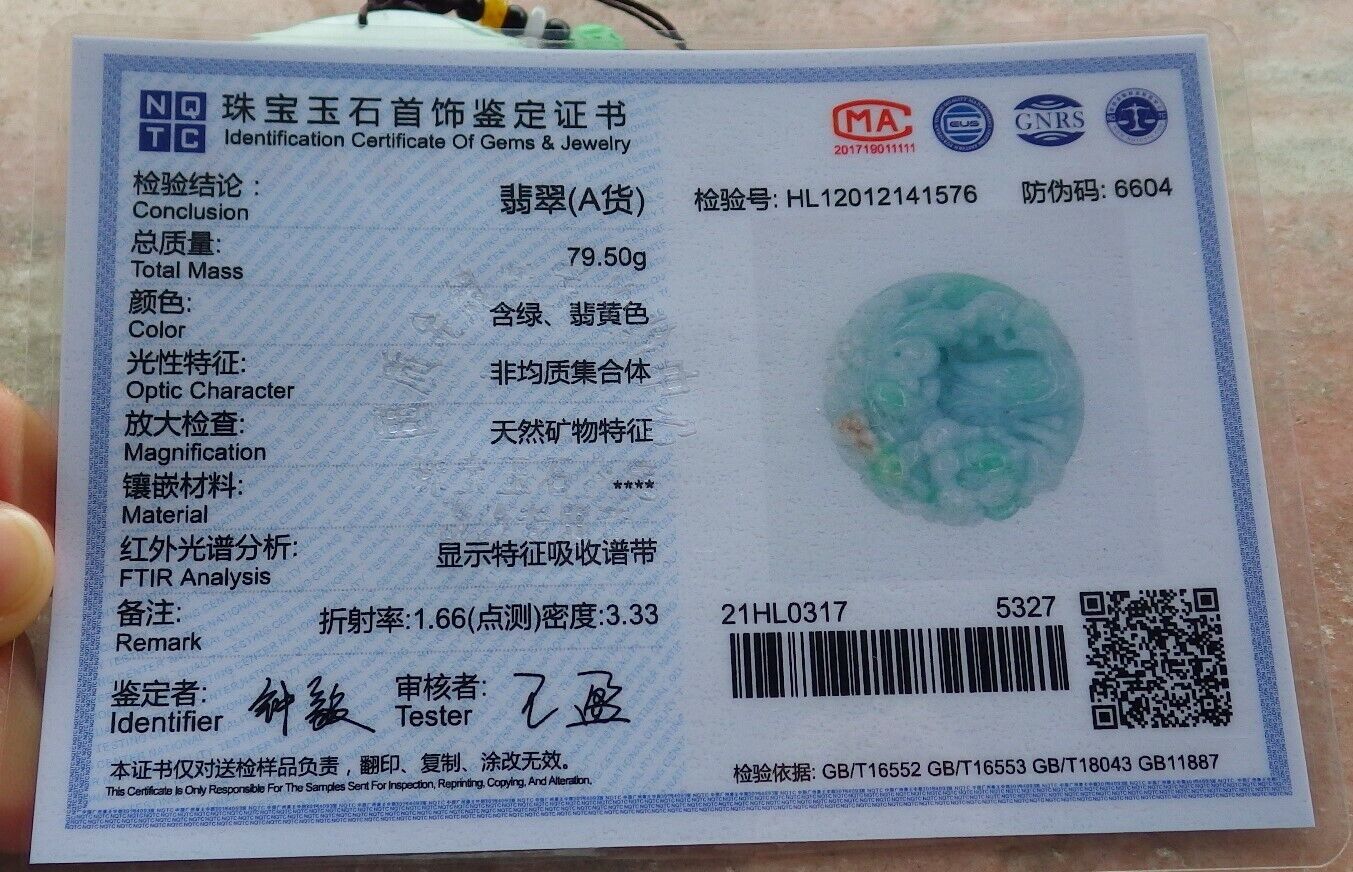 NQ
TC
珠宝玉石首饰鉴定证书
Identification Certificate Of Gems & Jewelry
MA
201719011111
GNRS
检验结论：
Conclusion
翡翠(A货)
检验号: HL12012141576
防伪码: 6604
总质量:
Total Mass
79.50g
颜色:
Color
含绿、翡黄色
光性特征:
Optic Character
非均质集合体
放大检查:
Magnification
天然矿物特征
镶嵌材料:
Material
****
红外光谱分析:
FTIR Analysis
显示特征吸收谱带
备注:
Remark
折射率:1.66(点测)密度:3.33
鉴定者:
Identifier
审核者:
Tester
本证书仅对送检样品负责，翻印、复制、涂改无效。
This Certificate Is Only Responsible For The Samples Sent For Inspection, Reprinting, Copying, And Alteration.
21HL0317
5327
检验依据: GB/T16552 GB/T16553 GB/T18043 GB11887